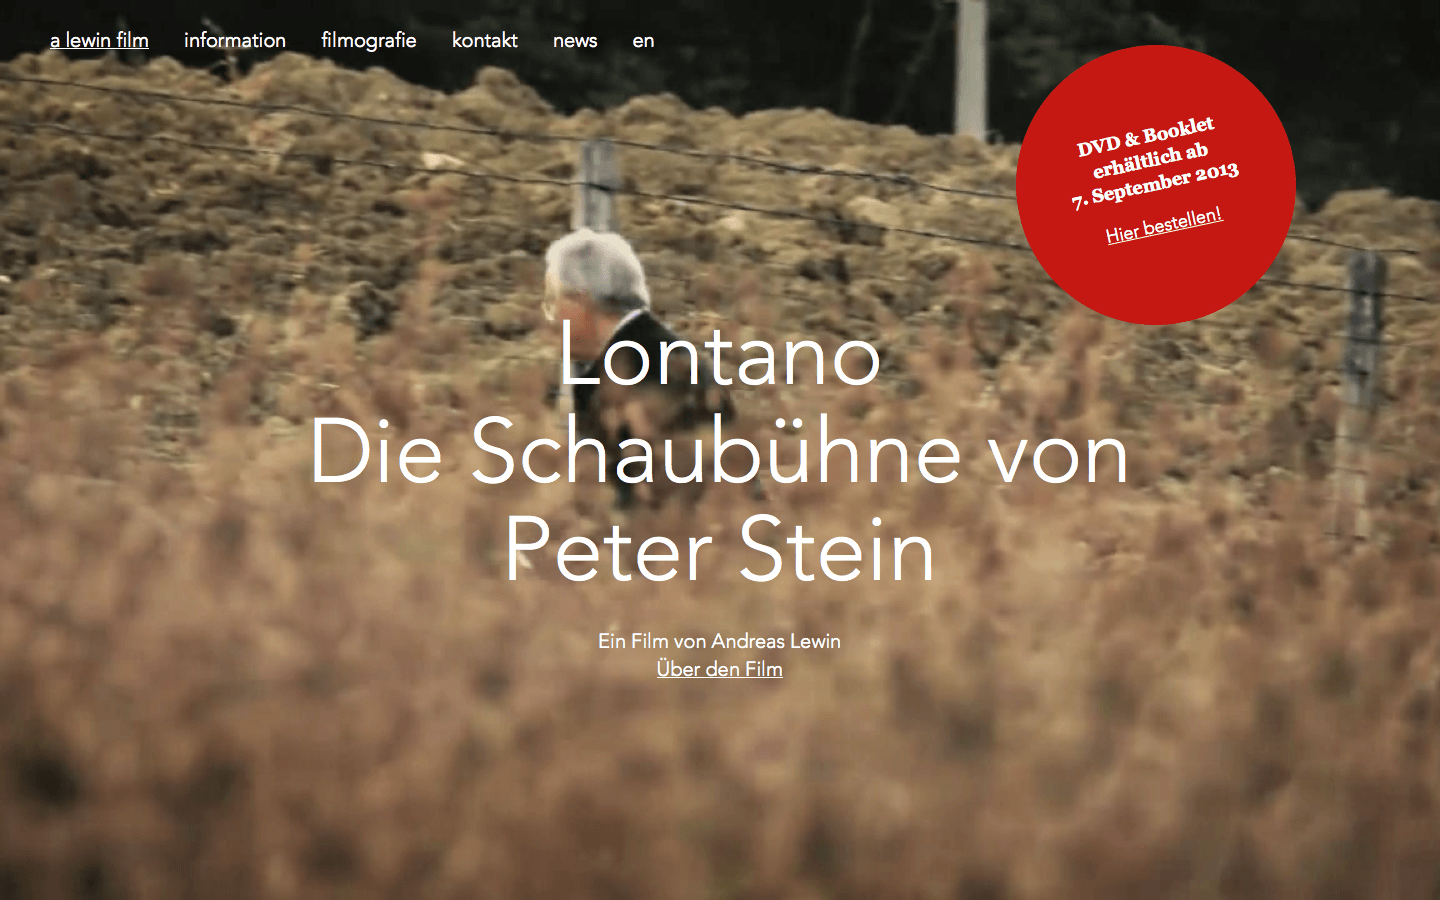 a lewin film information filmografie kontakt news en
DVD & Booklet
erhältlich ab
7. September 2013
Hier bestellen!
Lontano
Die Schaubühne von
Peter Stein
Ein Film von Andreas Lewin
Über den Film